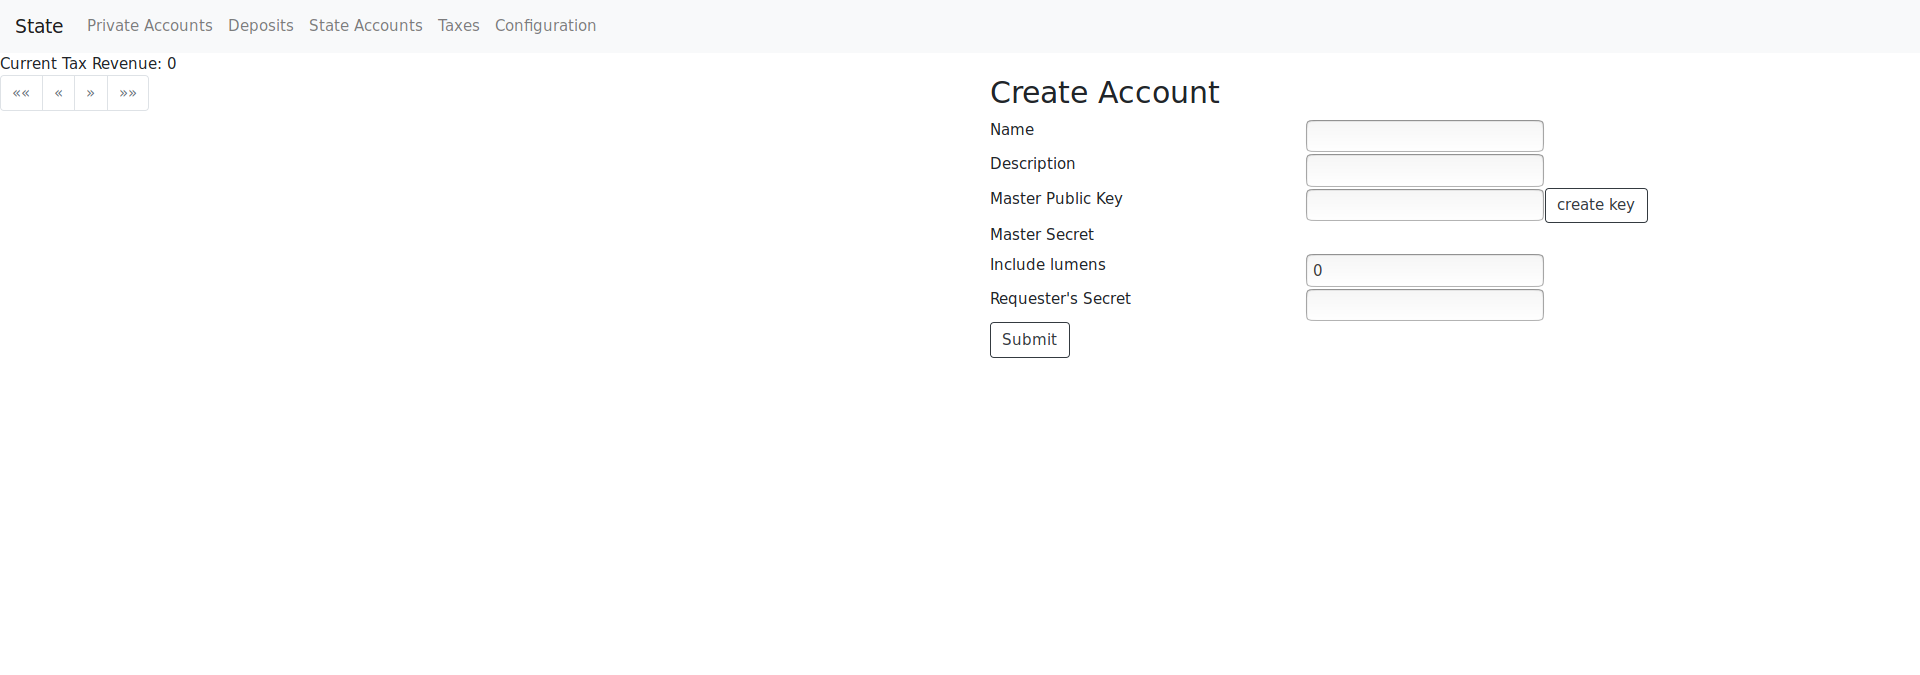 State Private Accounts Deposits State Accounts Taxes Configuration
Current Tax Revenue: 0
«« « » »»
Create Account
Name
Description
Master Public Key create key
Master Secret
Include lumens 0
Requester's Secret
Submit